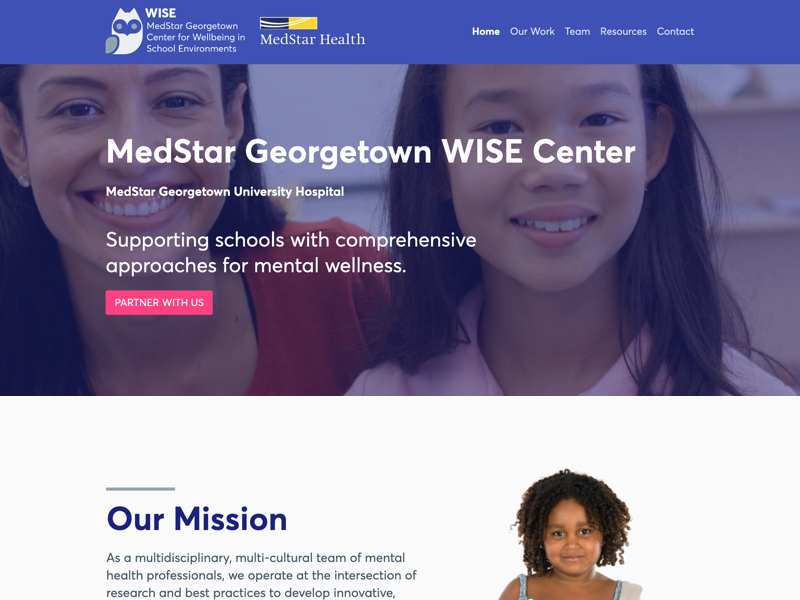 WISE
MedStar Georgetown
Center for Wellbeing in
School Environments
MedStar Health
Home Our Work Team Resources Contact
MedStar Georgetown WISE Center
MedStar Georgetown University Hospital
Supporting schools with comprehensive
approaches for mental wellness.
PARTNER WITH US
Our Mission
As a multidisciplinary, multi-cultural team of mental
health professionals, we operate at the intersection of
research and best practices to develop innovative,